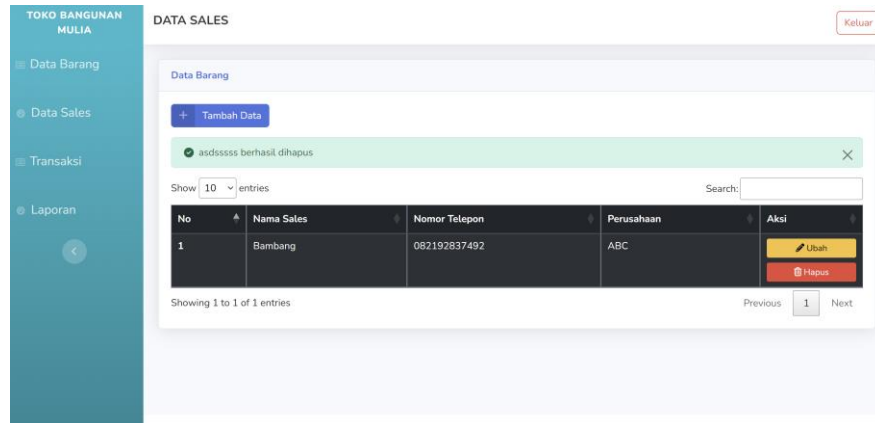 TOKO BANGUNAN
MULIA
DATA SALES
Keluar
Data Barang
Data Sales
Transaksi
Laporan
Data Barang
+ Tambah Data
asdsssss berhasil dihapus
Show 10 entries
Search:
No Nama Sales Nomor Telepon Perusahaan Aksi
1 Bambang 082192837492 ABC Ubah
Hapus
Showing 1 to 1 of 1 entries
Previous 1 Next